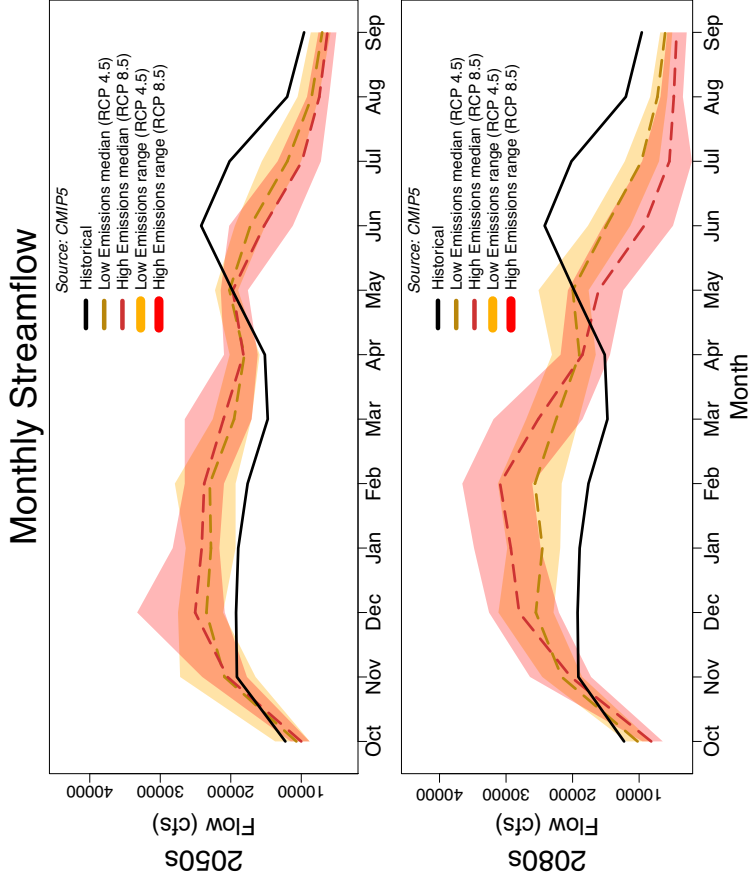 Monthly Streamflow
2050s
Flow (cfs)
40000
30000
20000
10000
Source: CMIP5
Historical
Low Emissions median (RCP 4.5)
High Emissions median (RCP 8.5)
Low Emissions range (RCP 4.5)
High Emissions range (RCP 8.5)
Oct Nov Dec Jan Feb Mar Apr May Jun Jul Aug Sep
2080s
Flow (cfs)
40000
30000
20000
10000
Source: CMIP5
Historical
Low Emissions median (RCP 4.5)
High Emissions median (RCP 8.5)
Low Emissions range (RCP 4.5)
High Emissions range (RCP 8.5)
Oct Nov Dec Jan Feb Mar Apr May Jun Jul Aug Sep
Month